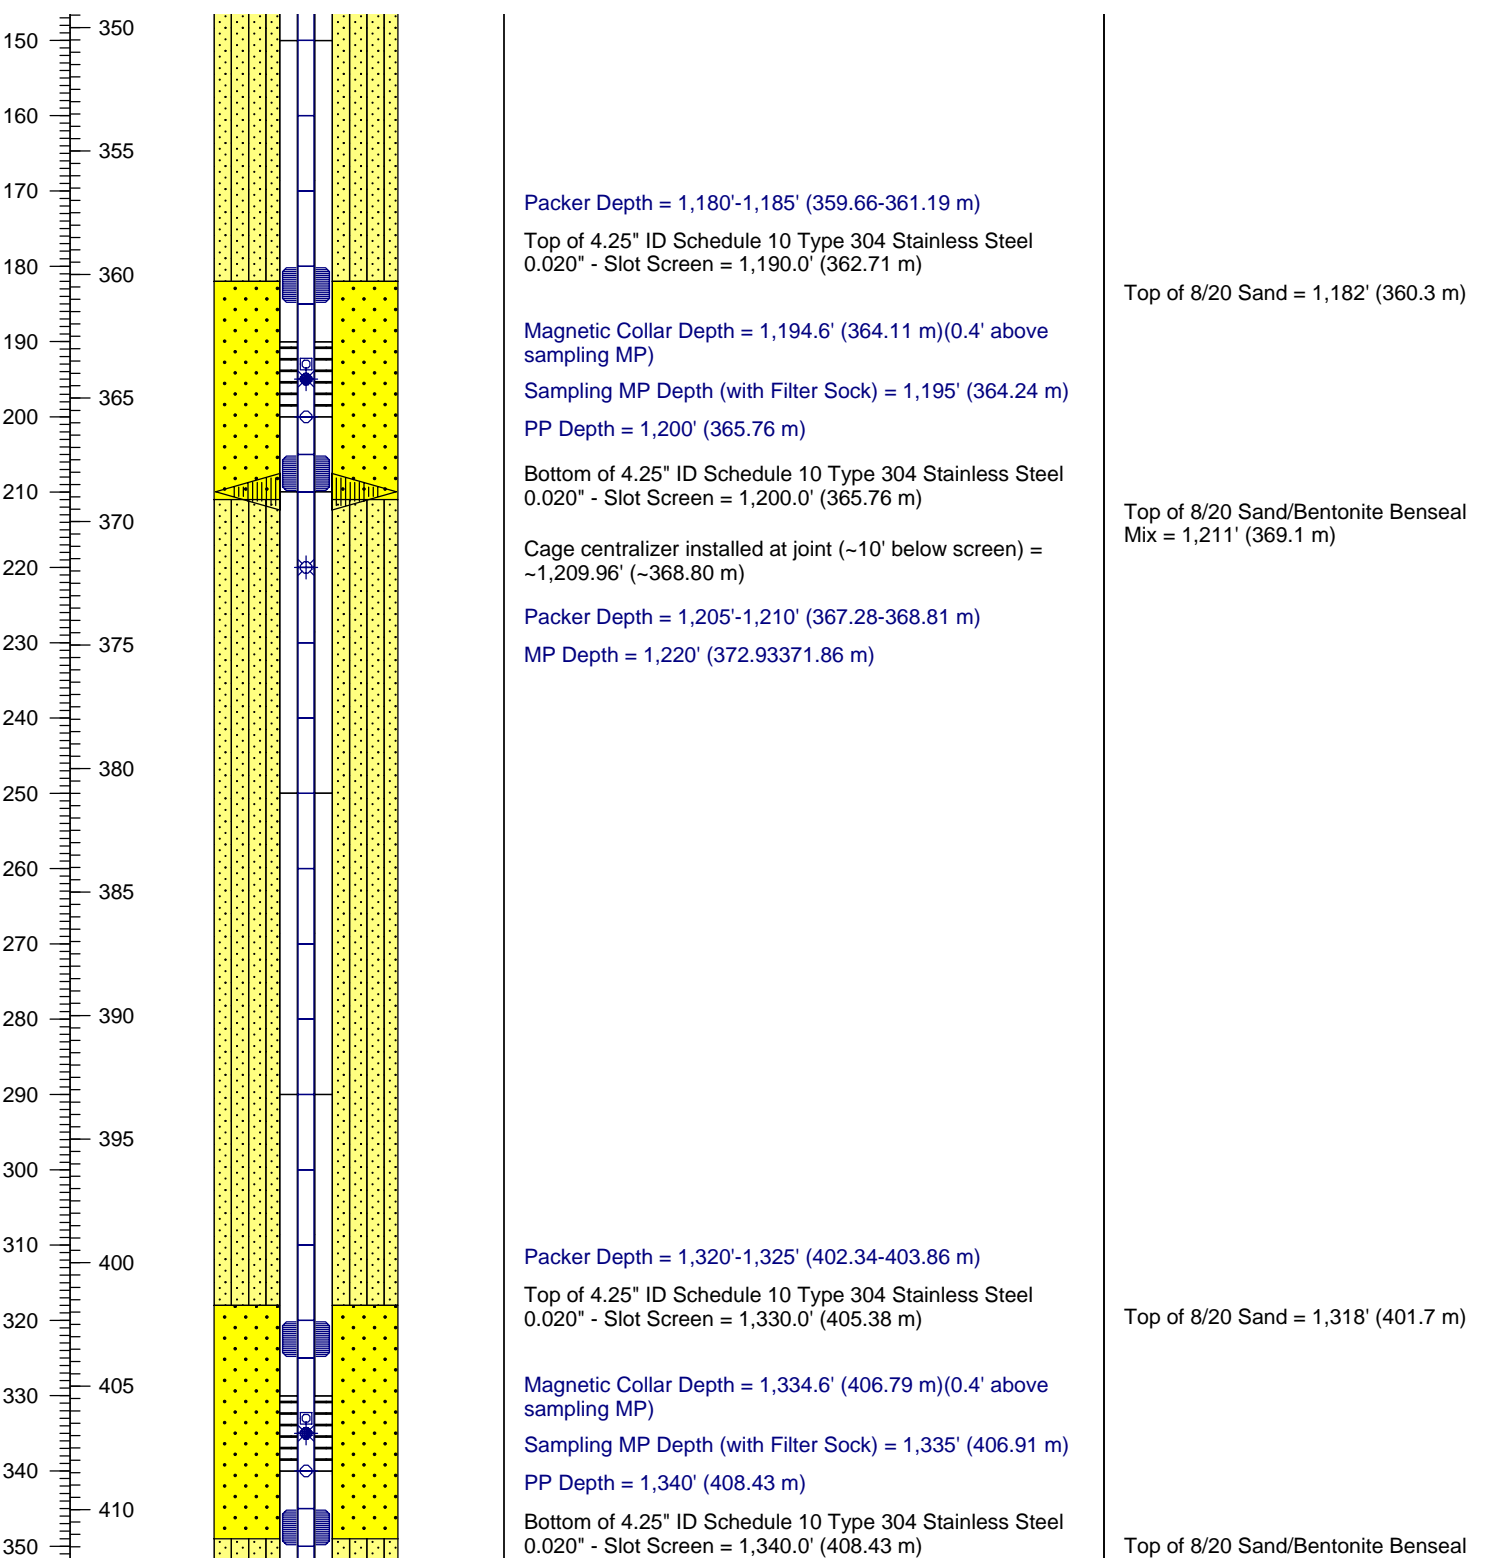 150
160
170
180
190
200
210
220
230
240
250
260
270
280
290
300
310
320
330
340
350
350
355
360
365
370
375
380
385
390
395
400
405
410
Packer Depth = 1,180'-1,185' (359.66-361.19 m)
Top of 4.25" ID Schedule 10 Type 304 Stainless Steel
0.020" - Slot Screen = 1,190.0' (362.71 m)
Magnetic Collar Depth = 1,194.6' (364.11 m)(0.4' above
sampling MP)
Sampling MP Depth (with Filter Sock) = 1,195' (364.24 m)
PP Depth = 1,200' (365.76 m)
Bottom of 4.25" ID Schedule 10 Type 304 Stainless Steel
0.020" - Slot Screen = 1,200.0' (365.76 m)
Cage centralizer installed at joint (~10' below screen) =
~1,209.96' (~368.80 m)
Packer Depth = 1,205'-1,210' (367.28-368.81 m)
MP Depth = 1,220' (372.93371.86 m)
Packer Depth = 1,320'-1,325' (402.34-403.86 m)
Top of 4.25" ID Schedule 10 Type 304 Stainless Steel
0.020" - Slot Screen = 1,330.0' (405.38 m)
Magnetic Collar Depth = 1,334.6' (406.79 m)(0.4' above
sampling MP)
Sampling MP Depth (with Filter Sock) = 1,335' (406.91 m)
PP Depth = 1,340' (408.43 m)
Bottom of 4.25" ID Schedule 10 Type 304 Stainless Steel
0.020" - Slot Screen = 1,340.0' (408.43 m)
Top of 8/20 Sand = 1,182' (360.3 m)
Top of 8/20 Sand/Bentonite Benseal
Mix = 1,211' (369.1 m)
Top of 8/20 Sand = 1,318' (401.7 m)
Top of 8/20 Sand/Bentonite Benseal